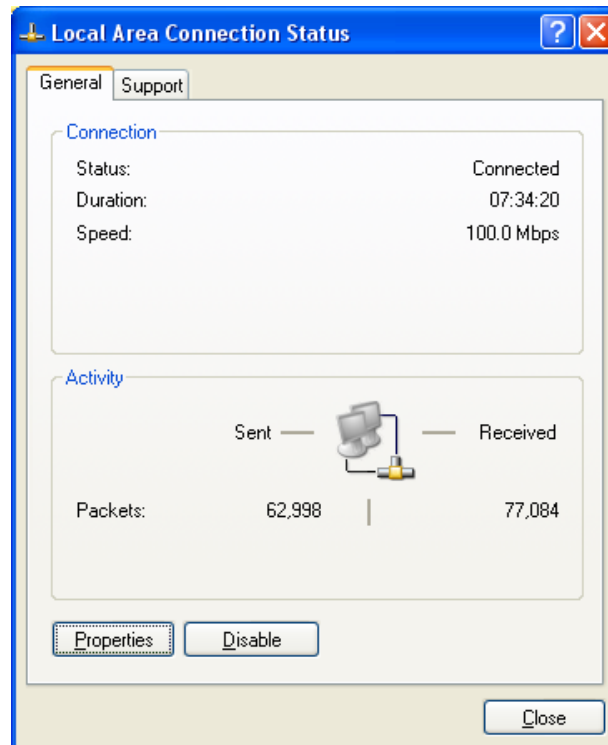 Local Area Connection Status
General Support
Connection
Status: Connected
Duration: 07:34:20
Speed: 100.0 Mbps
Activity
Sent Received
Packets: 62,998 77,084
Properties Disable
Close